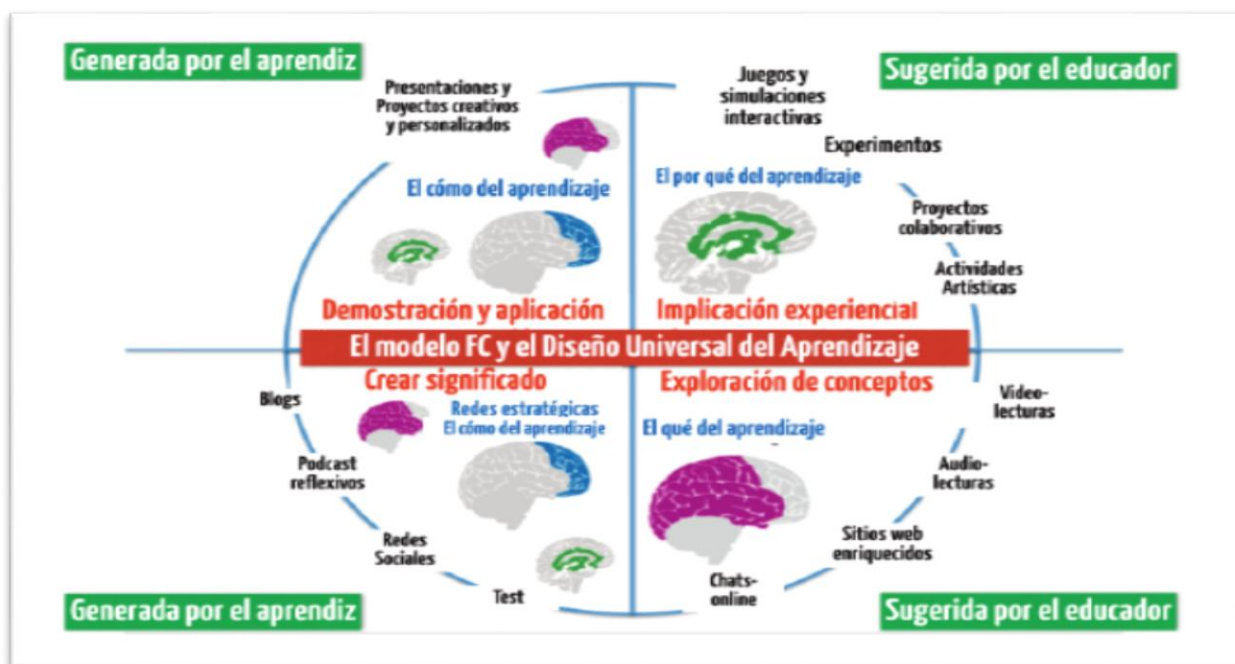 Generada por el aprendiz
Sugerida por el educador
Presentaciones y
Proyectos creativos
y personalizados
Juegos y
simulaciones
interactivas
Experimentos
El cómo del aprendizaje
El por qué del aprendizaje
Proyectos
colaborativos
Actividades
Artísticas
Demostración y aplicación
Implicación experiencial
El modelo FC y el Diseño Universal del Aprendizaje
Crear significado
Exploración de conceptos
Blogs
Redes estratégicas
El cómo del aprendizaje
El qué del aprendizaje
Video-
lecturas
Podcast
reflexivos
Audio-
lecturas
Redes
Sociales
Sitios web
enriquecidos
Test
Chats-
online
Generada por el aprendiz
Sugerida por el educador